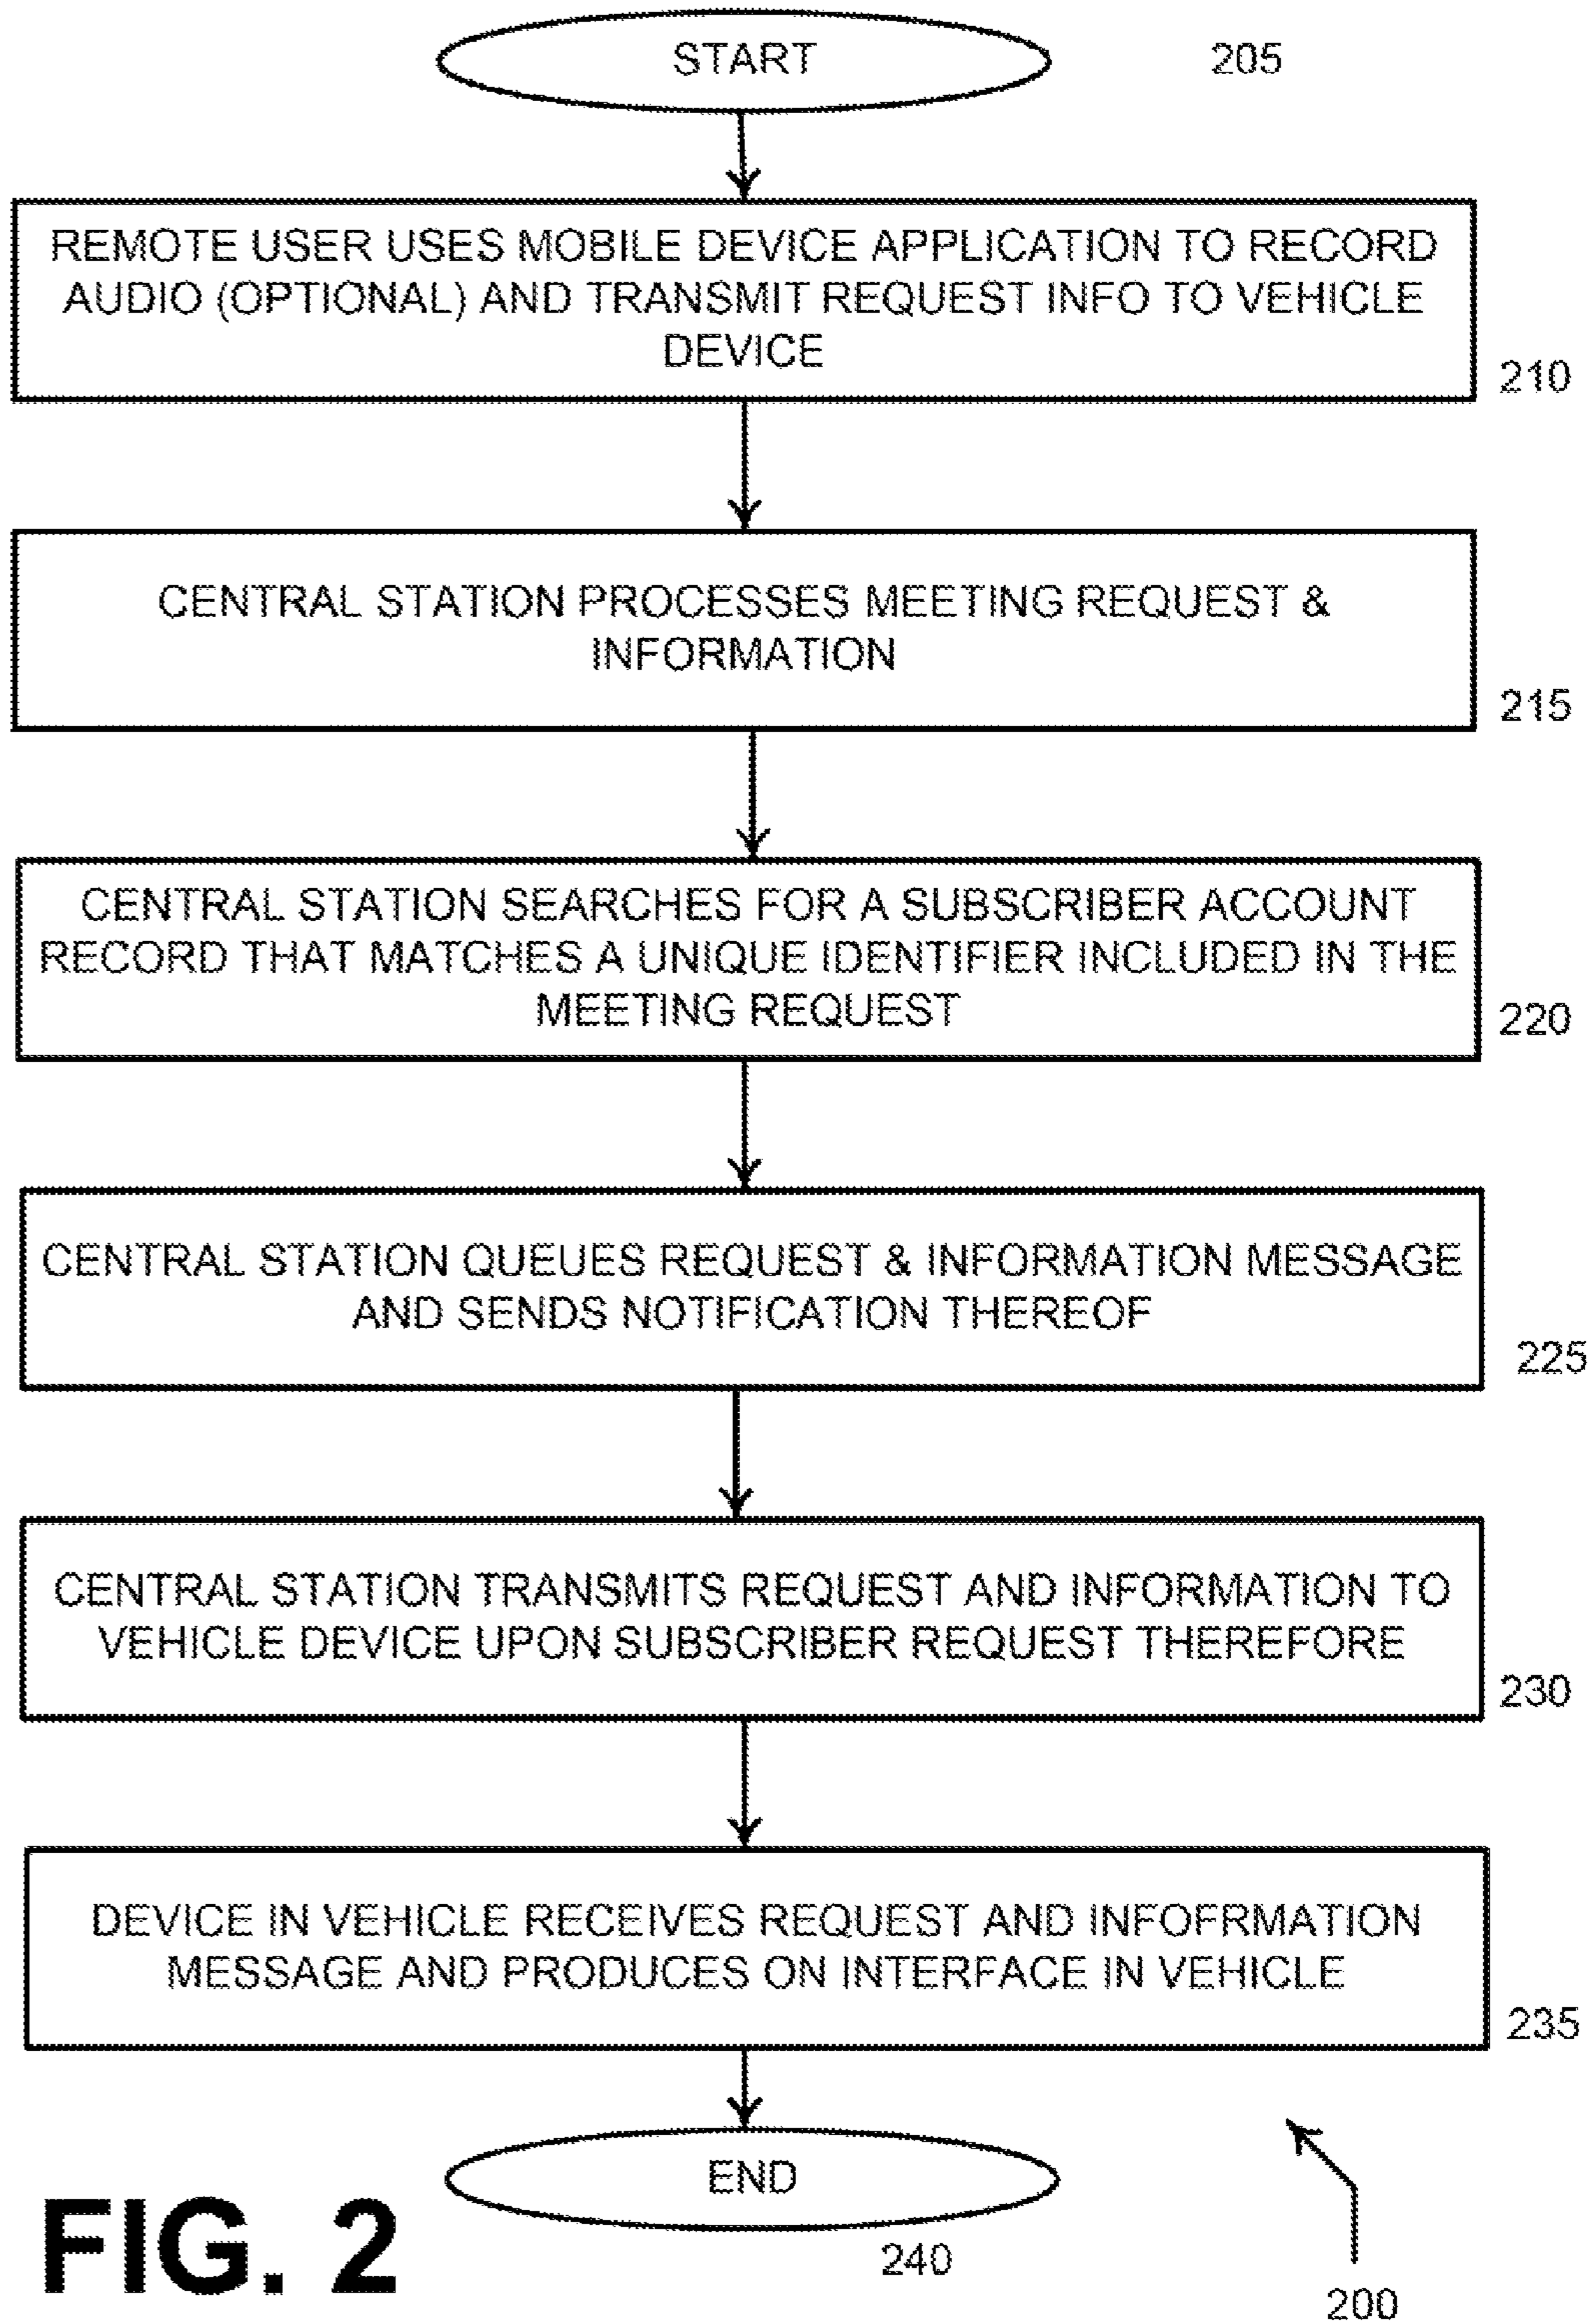 START
205
REMOTE USER USES MOBILE DEVICE APPLICATION TO RECORD
AUDIO (OPTIONAL) AND TRANSMIT REQUEST INFO TO VEHICLE
DEVICE
210
CENTRAL STATION PROCESSES MEETING REQUEST &
INFORMATION
215
CENTRAL STATION SEARCHES FOR A SUBSCRIBER ACCOUNT
RECORD THAT MATCHES A UNIQUE IDENTIFIER INCLUDED IN THE
MEETING REQUEST
220
CENTRAL STATION QUEUES REQUEST & INFORMATION MESSAGE
AND SENDS NOTIFICATION THEREOF
225
CENTRAL STATION TRANSMITS REQUEST AND INFORMATION TO
VEHICLE DEVICE UPON SUBSCRIBER REQUEST THEREFORE
230
DEVICE IN VEHICLE RECEIVES REQUEST AND INFOFRMATION
MESSAGE AND PRODUCES ON INTERFACE IN VEHICLE
235
END
240
200
FIG. 2